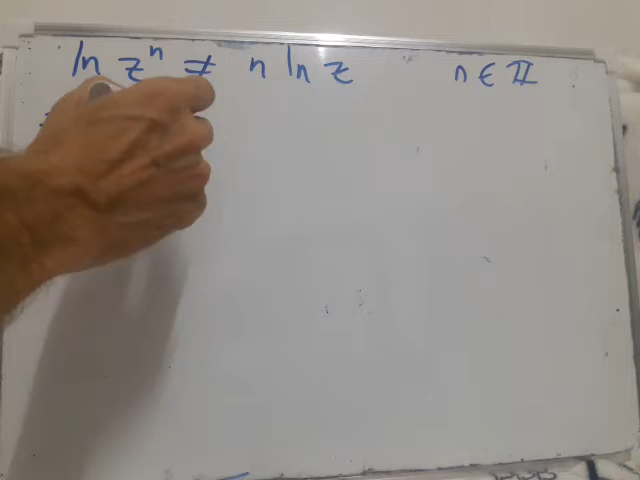 ln zⁿ ≠ n ln z n ∈ ℤ